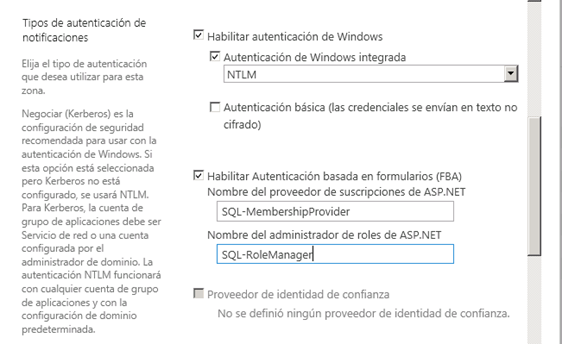 Tipos de autenticación de
notificaciones
Elija el tipo de autenticación
que desea utilizar para esta
zona.
Negociar (Kerberos) es la
configuración de seguridad
recomendada para usar con la
autenticación de Windows. Si
esta opción está seleccionada
pero Kerberos no está
configurado, se usará NTLM.
Para Kerberos, la cuenta de
grupo de aplicaciones debe ser
Servicio de red o una cuenta
configurada por el
administrador de dominio. La
autenticación NTLM funcionará
con cualquier cuenta de grupo
de aplicaciones y con la
configuración de dominio
predeterminada.
Habilitar autenticación de Windows
Autenticación de Windows integrada
NTLM
Autenticación básica (las credenciales se envían en texto no
cifrado)
Habilitar Autenticación basada en formularios (FBA)
Nombre del proveedor de suscripciones de ASP.NET
SQL-MembershipProvider
Nombre del administrador de roles de ASP.NET
SQL-RoleManager
Proveedor de identidad de confianza
No se definió ningún proveedor de identidad de confianza.